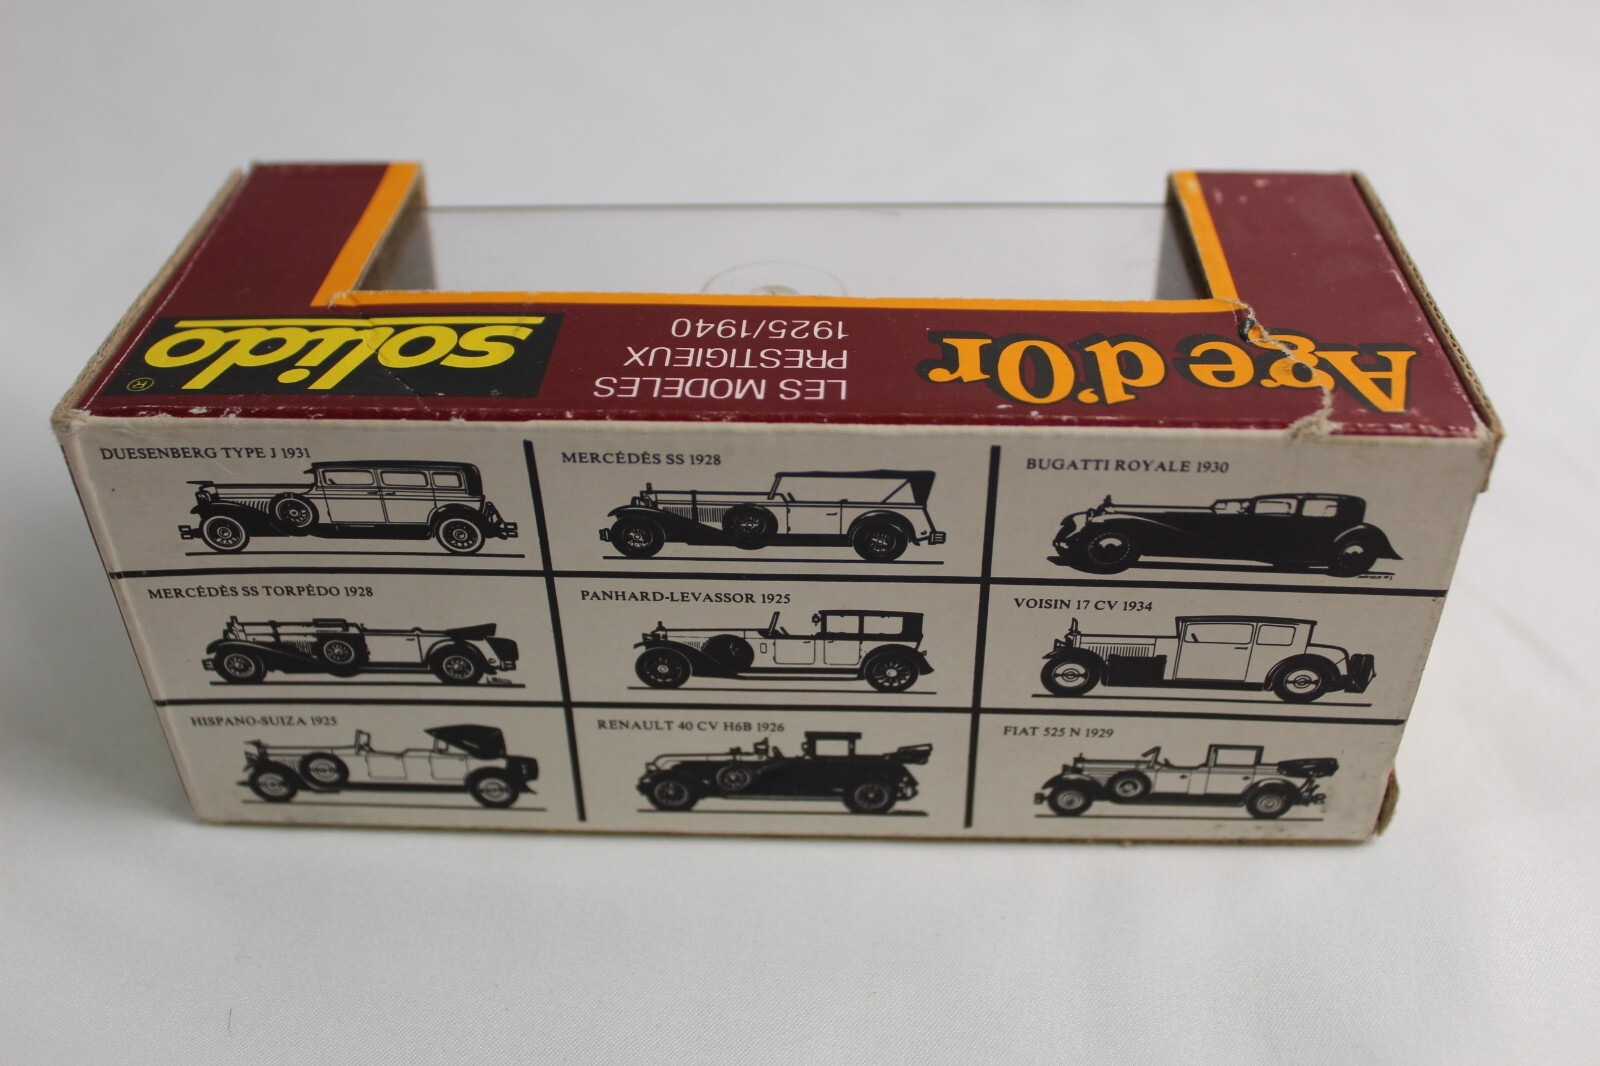 Age d'Or
LES MODELES
PRESTIGIEUX
1925/1940
solido
®
DUESENBERG TYPE J 1931
MERCÉDÈS SS 1928
BUGATTI ROYALE 1930
MERCÉDÈS SS TORPÉDO 1928
PANHARD-LEVASSOR 1925
VOISIN 17 CV 1934
HISPANO-SUIZA 1925
RENAULT 40 CV H6B 1926
FIAT 525 N 1929